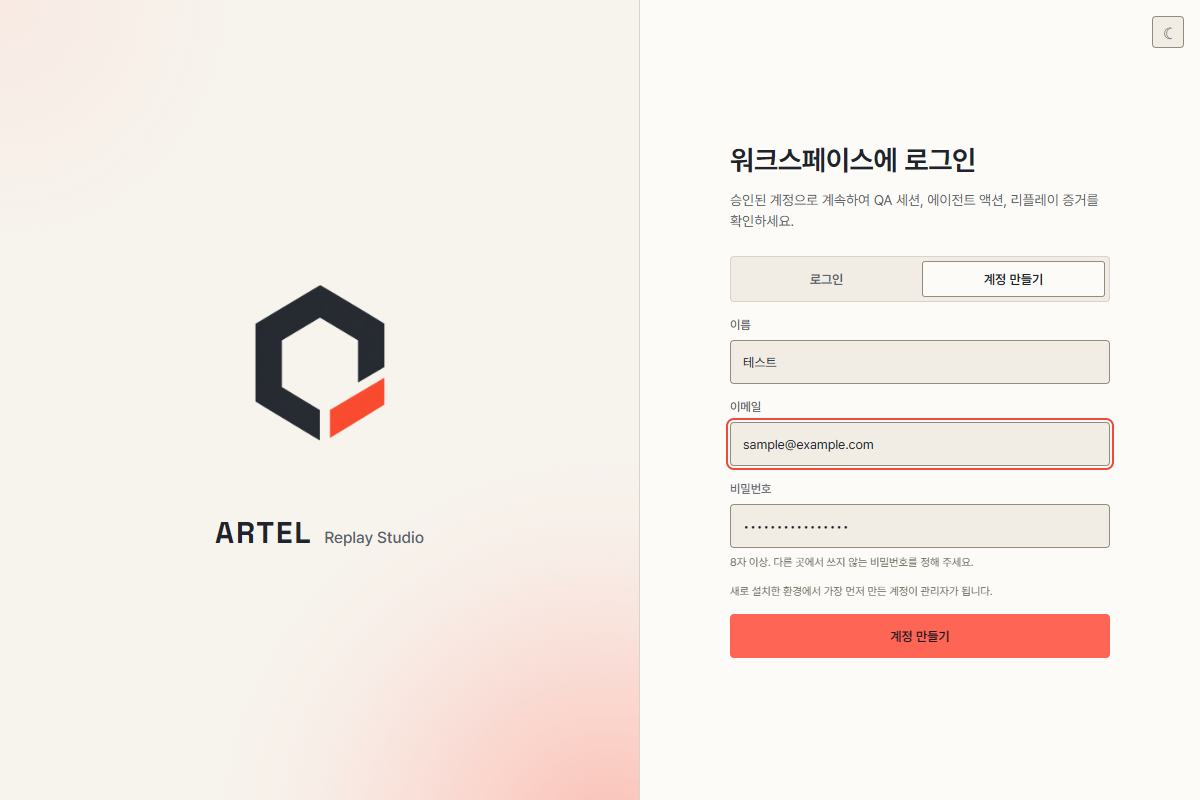 워크스페이스에 로그인
승인된 계정으로 계속하여 QA 세션, 에이전트 액션, 리플레이 증거를
확인하세요.
로그인 계정 만들기
이름
테스트
이메일
sample@example.com
비밀번호
••••••••••••••••
8자 이상. 다른 곳에서 쓰지 않는 비밀번호를 정해 주세요.
새로 설치한 환경에서 가장 먼저 만든 계정이 관리자가 됩니다.
계정 만들기
ARTEL Replay Studio